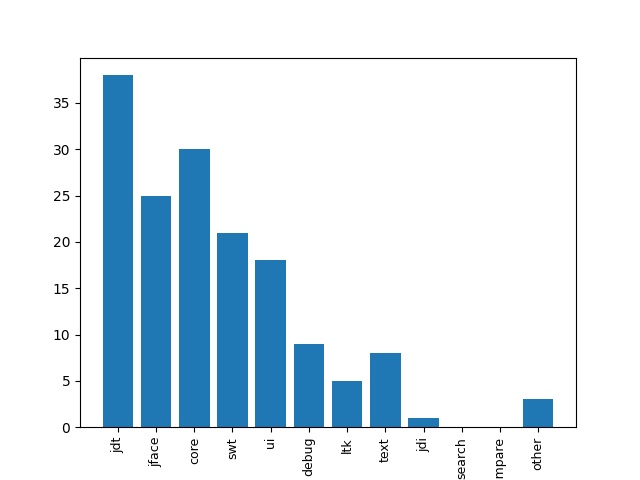 35
30
25
20
15
10
5
0
jdt
jface
core
swt
ui
debug
ltk
text
jdi
search
mpare
other